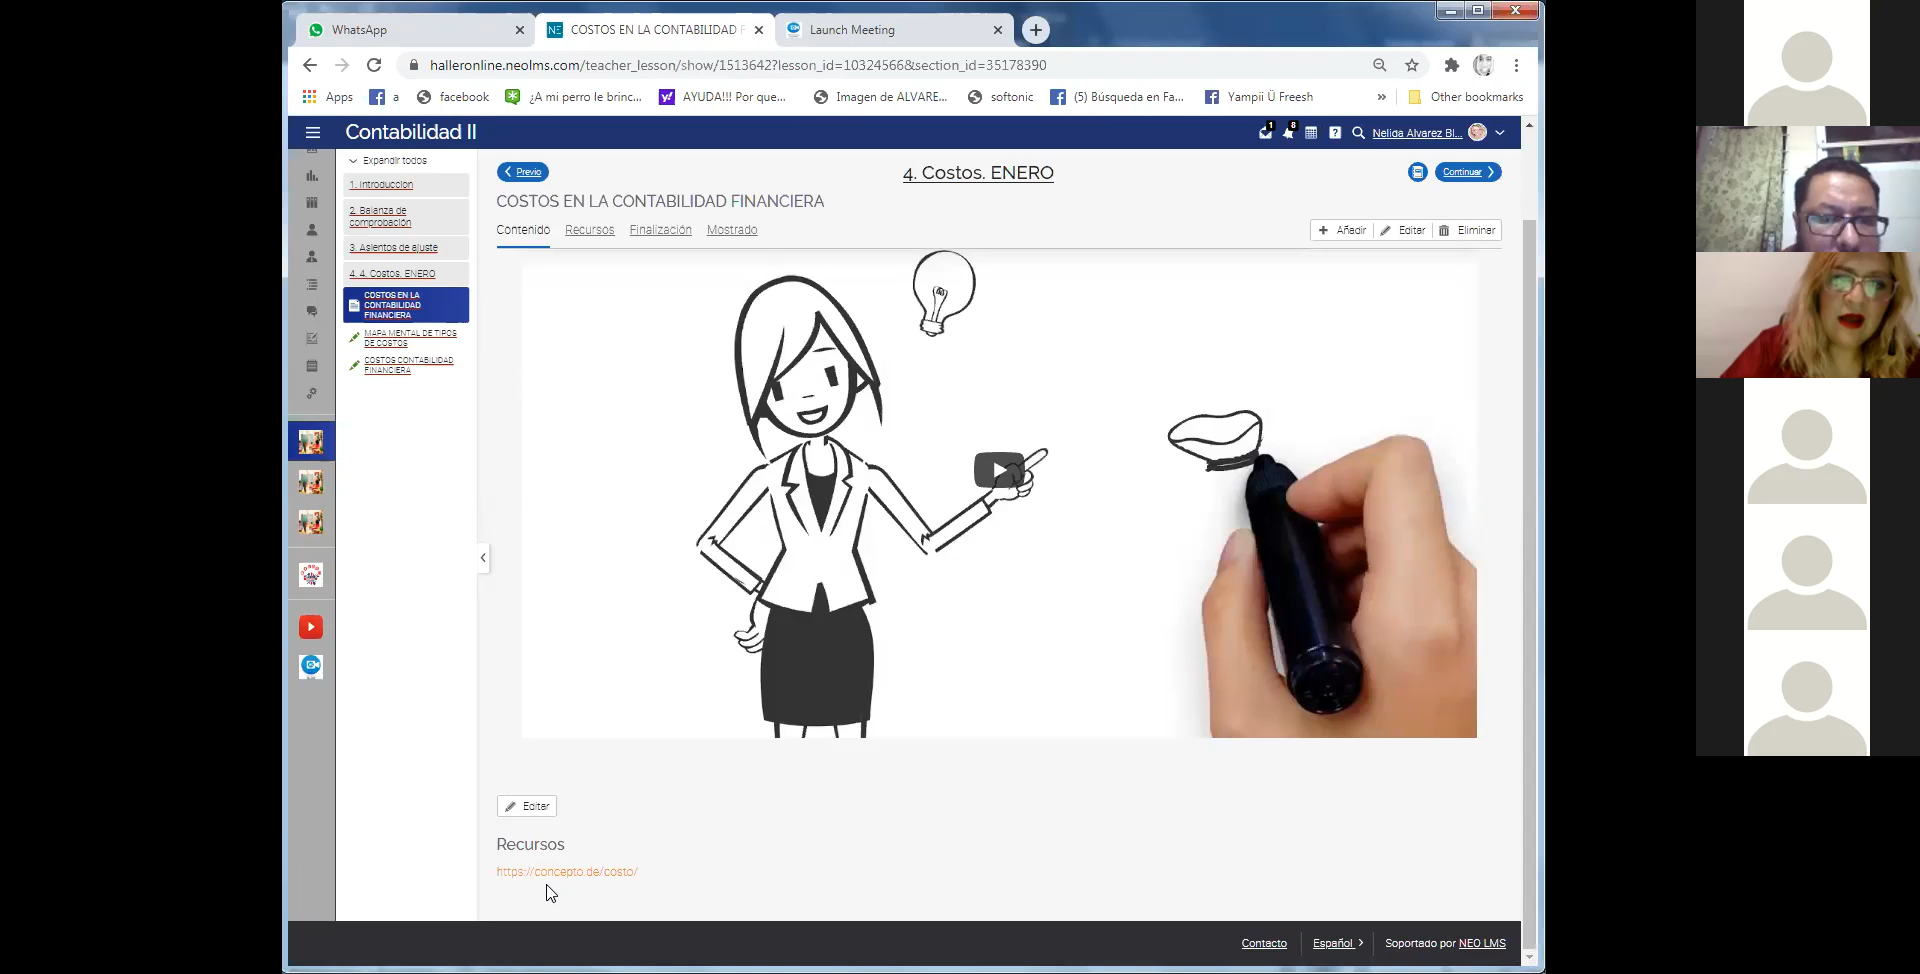 WhatsApp
COSTOS EN LA CONTABILIDAD F
Launch Meeting
halleronline.neolms.com/teacher_lesson/show/1513642?lesson_id=10324566&section_id=35178390
Apps
a
facebook
¿A mi perro le brinc...
AYUDA!!! Por que...
Imagen de ALVARE...
softonic
(5) Búsqueda en Fa...
Yampii Ü Freesh
»
Other bookmarks
Contabilidad II
1
8
Nelida Alvarez Bl...
Expandir todos
1. Introduccion
2. Balanza de
comprobación
3. Asientos de ajuste
4. 4. Costos. ENERO
COSTOS EN LA
CONTABILIDAD
FINANCIERA
MAPA MENTAL DE TIPOS
DE COSTOS
COSTOS CONTABILIDAD
FINANCIERA
Previo
4. Costos. ENERO
Continuar
COSTOS EN LA CONTABILIDAD FINANCIERA
Contenido
Recursos
Finalización
Mostrado
Añadir
Editar
Eliminar
Editar
Recursos
https://concepto.de/costo/
Contacto
Español
Soportado por NEO LMS